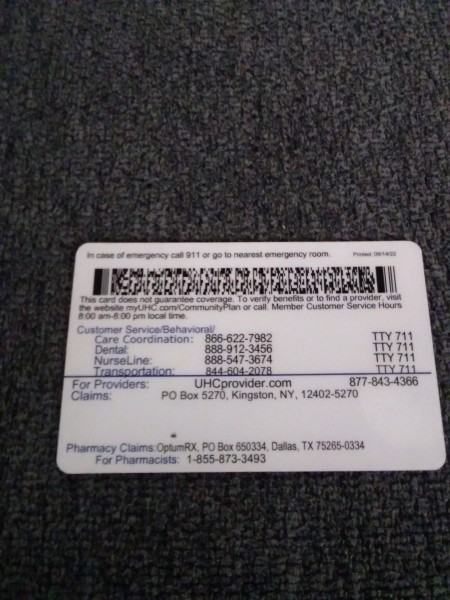 In case of emergency call 911 or go to nearest emergency room. Printed: 09/14/22
This card does not guarantee coverage. To verify benefits or to find a provider, visit
the website myUHC.com/CommunityPlan or call. Member Customer Service Hours
8:00 am-8:00 pm local time.
Customer Service/Behavioral/
Care Coordination: 866-622-7982 TTY 711
Dental: 888-912-3456 TTY 711
NurseLine: 888-547-3674 TTY 711
Transportation: 844-604-2078 TTY 711
For Providers: UHCprovider.com 877-843-4366
Claims: PO Box 5270, Kingston, NY, 12402-5270
Pharmacy Claims: OptumRX, PO Box 650334, Dallas, TX 75265-0334
For Pharmacists: 1-855-873-3493